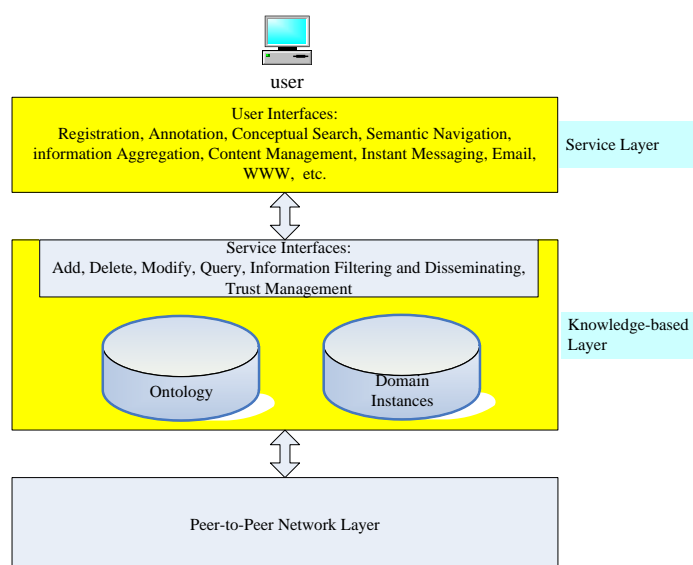 user
User Interfaces:
Registration, Annotation, Conceptual Search, Semantic Navigation,
information Aggregation, Content Management, Instant Messaging, Email,
WWW, etc.
Service Layer
Service Interfaces:
Add, Delete, Modify, Query, Information Filtering and Disseminating,
Trust Management
Knowledge-based
Layer
Ontology
Domain
Instances
Peer-to-Peer Network Layer